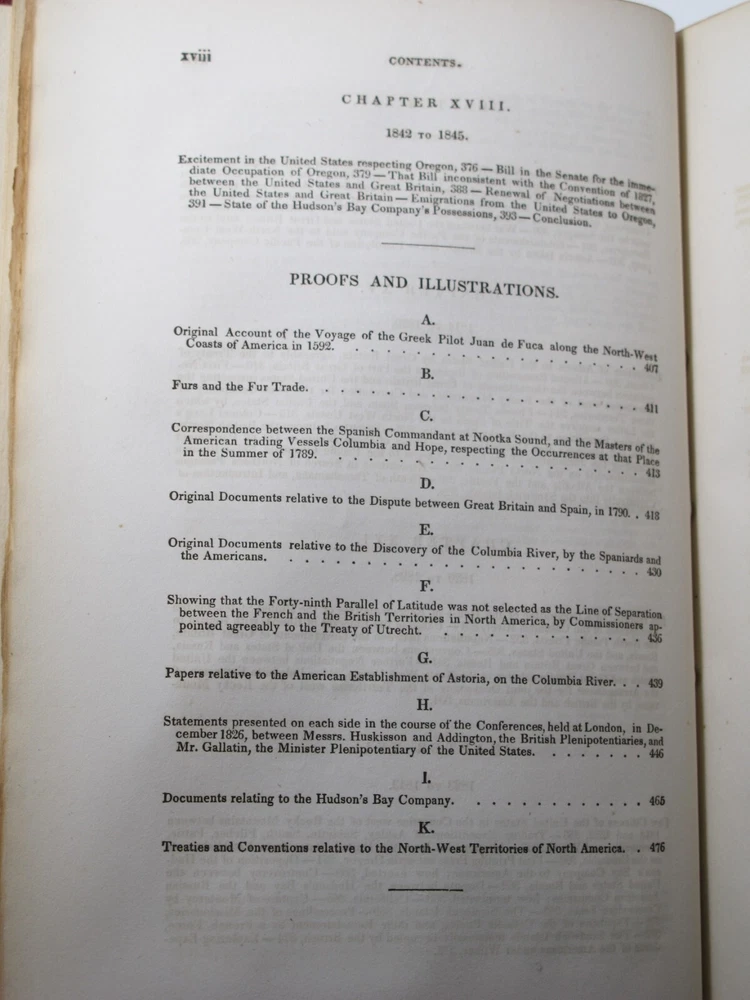 xviii
CONTENTS.
CHAPTER XVIII.
1842 TO 1845.
Excitement in the United States respecting Oregon, 376 — Bill in the Senate for the imme-
diate Occupation of Oregon, 379 — That Bill inconsistent with the Convention of 1827,
between the United States and Great Britain, 388 — Renewal of Negotiations between
the United States and Great Britain — Emigrations from the United States to Oregon,
391 — State of the Hudson's Bay Company's Possessions, 393 — Conclusion.
PROOFS AND ILLUSTRATIONS.
A.
Original Account of the Voyage of the Greek Pilot Juan de Fuca along the North-West
Coasts of America in 1592. . . . . . . . . . . . . . . . . . . 407
B.
Furs and the Fur Trade. . . . . . . . . . . . . . . . . . . . . 411
C.
Correspondence between the Spanish Commandant at Nootka Sound, and the Masters of the
American trading Vessels Columbia and Hope, respecting the Occurrences at that Place
in the Summer of 1789. . . . . . . . . . . . . . . . . . . . 413
D.
Original Documents relative to the Dispute between Great Britain and Spain, in 1790. . 418
E.
Original Documents relative to the Discovery of the Columbia River, by the Spaniards and
the Americans. . . . . . . . . . . . . . . . . . . . . . . 430
F.
Showing that the Forty-ninth Parallel of Latitude was not selected as the Line of Separation
between the French and the British Territories in North America, by Commissioners ap-
pointed agreeably to the Treaty of Utrecht. . . . . . . . . . . . . . 436
G.
Papers relative to the American Establishment of Astoria, on the Columbia River. . . 439
H.
Statements presented on each side in the course of the Conferences, held at London, in De-
cember 1826, between Messrs. Huskisson and Addington, the British Plenipotentiaries, and
Mr. Gallatin, the Minister Plenipotentiary of the United States. . . . . . . . 446
I.
Documents relating to the Hudson's Bay Company. . . . . . . . . . . . . 465
K.
Treaties and Conventions relative to the North-West Territories of North America. . 476